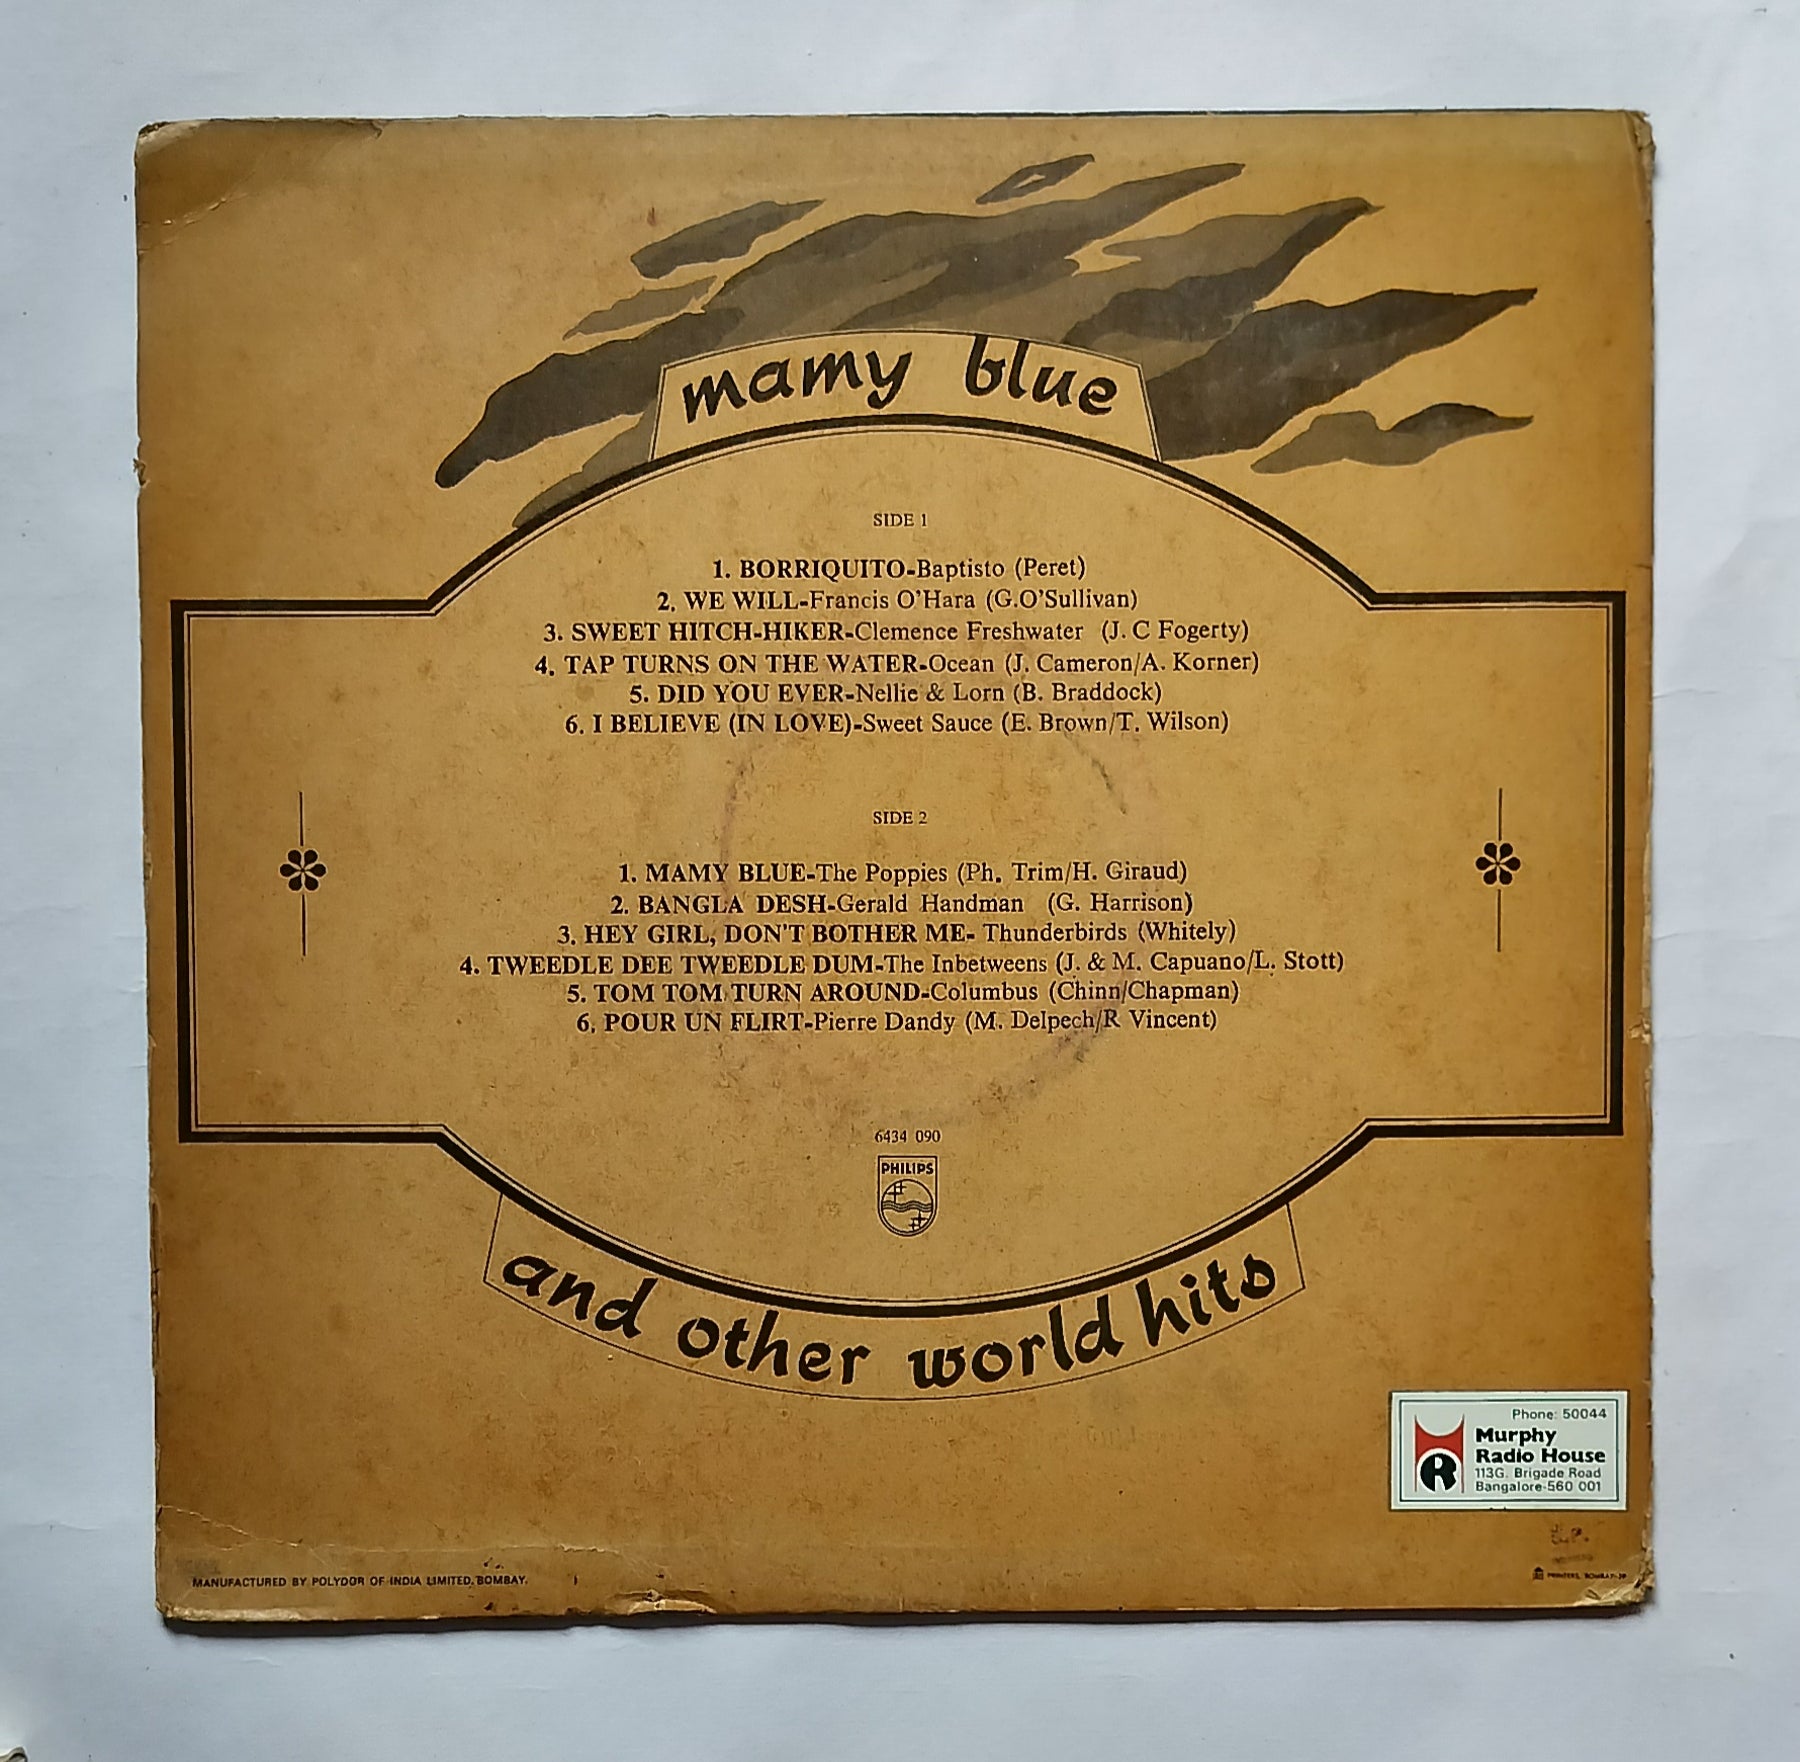 mamy blue
SIDE 1
1. BORRIQUITO-Baptisto (Peret)
2. WE WILL-Francis O'Hara (G.O'Sullivan)
3. SWEET HITCH-HIKER-Clemence Freshwater (J. C Fogerty)
4. TAP TURNS ON THE WATER-Ocean (J. Cameron/A. Korner)
5. DID YOU EVER-Nellie & Lorn (B. Braddock)
6. I BELIEVE (IN LOVE)-Sweet Sauce (E. Brown/T. Wilson)
SIDE 2
1. MAMY BLUE-The Poppies (Ph. Trim/H. Giraud)
2. BANGLA DESH-Gerald Handman (G. Harrison)
3. HEY GIRL, DON'T BOTHER ME- Thunderbirds (Whitely)
4. TWEEDLE DEE TWEEDLE DUM-The Inbetweens (J. & M. Capuano/L. Stott)
5. TOM TOM TURN AROUND-Columbus (Chinn/Chapman)
6. POUR UN FLIRT-Pierre Dandy (M. Delpech/R Vincent)
6434 090
PHILIPS
and other world hits
Phone: 50044
R
Murphy
Radio House
113G. Brigade Road
Bangalore-560 001
MANUFACTURED BY POLYDOR OF INDIA LIMITED. BOMBAY.
PRINTERS, BOMBAY-